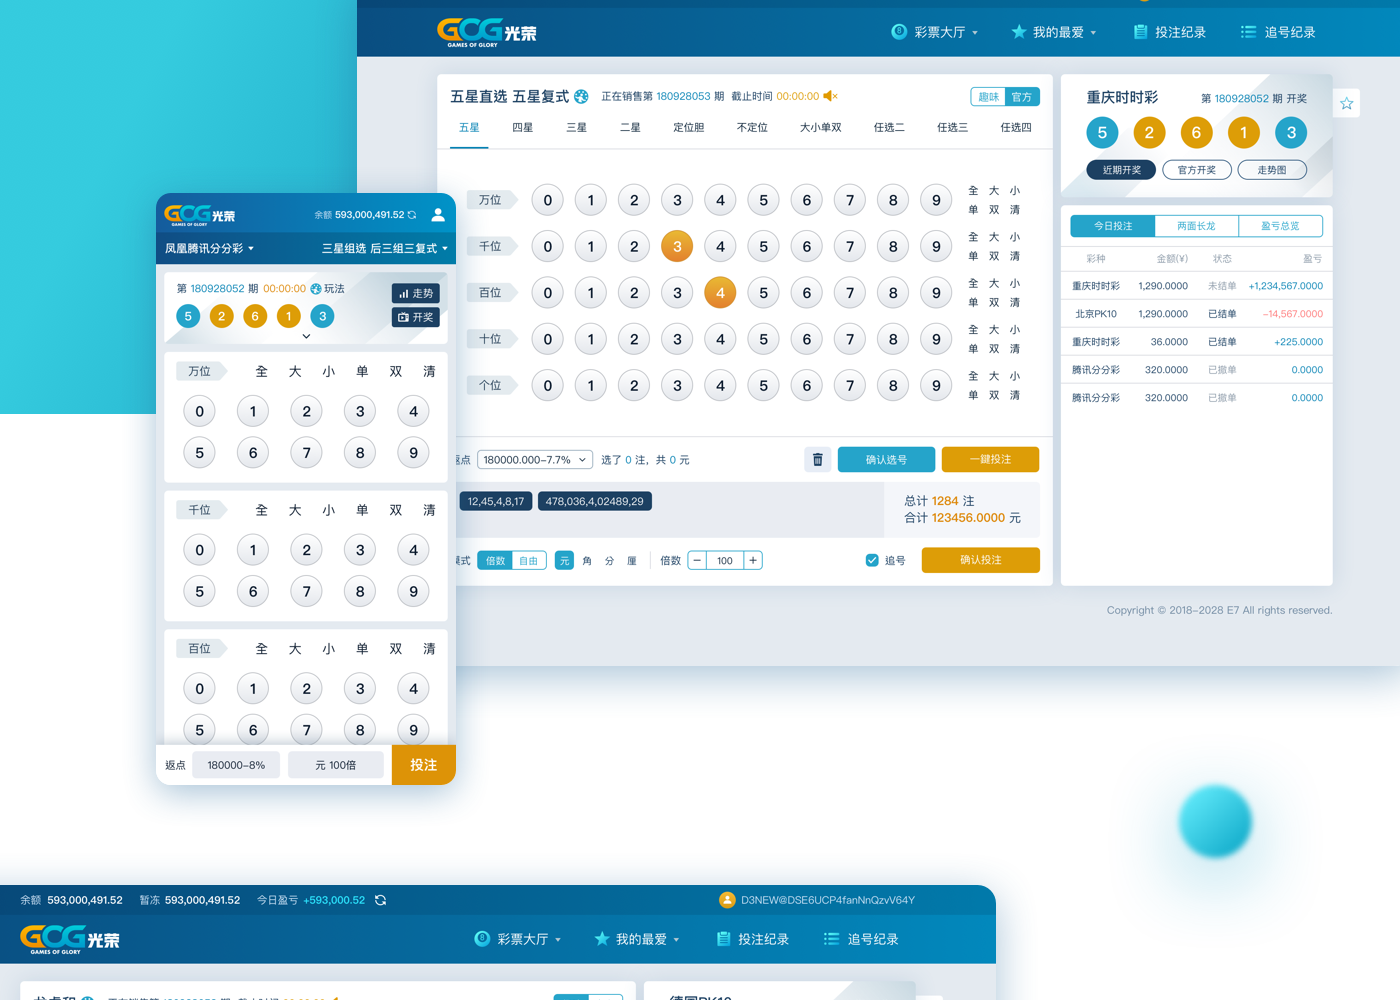 GOG光荣
GAMES OF GLORY
彩票大厅
我的最爱
投注纪录
追号纪录
五星直选 五星复式
正在销售第 180928053 期 截止时间 00:00:00
趣味 官方
五星 四星 三星 二星 定位胆 不定位 大小单双 任选二 任选三 任选四
万位 0 1 2 3 4 5 6 7 8 9 全 大 小
单 双 清
千位 0 1 2 3 4 5 6 7 8 9 全 大 小
单 双 清
百位 0 1 2 3 4 5 6 7 8 9 全 大 小
单 双 清
十位 0 1 2 3 4 5 6 7 8 9 全 大 小
单 双 清
个位 0 1 2 3 4 5 6 7 8 9 全 大 小
单 双 清
点 180000.000-7.7% 选了 0 注, 共 0 元 确认选号 一鍵投注
12,45,4,8,17 478,036,4,02489,29
总计 1284 注
合计 123456.0000 元
式 倍数 自由 元 角 分 厘 倍数 − 100 + 追号 确认投注
重庆时时彩 第 180928052 期 开奖
5 2 6 1 3
近期开奖 官方开奖 走势图
今日投注 两面长龙 盈亏总览
彩种 金额(¥) 状态 盈亏
重庆时时彩 1,290.0000 未结单 +1,234,567.0000
北京PK10 1,290.0000 已结单 −14,567.0000
重庆时时彩 36.0000 已结单 +225.0000
腾讯分分彩 320.0000 已撤单 0.0000
腾讯分分彩 320.0000 已撤单 0.0000
Copyright © 2018-2028 E7 All rights reserved.
GOG光荣
GAMES OF GLORY
余额 593,000,491.52
凤凰腾讯分分彩 三星组选 后三组三复式
第 180928052 期 00:00:00 玩法
走势
5 2 6 1 3
开奖
万位 全 大 小 单 双 清
0 1 2 3 4
5 6 7 8 9
千位 全 大 小 单 双 清
0 1 2 3 4
5 6 7 8 9
百位 全 大 小 单 双 清
0 1 2 3 4
5 6 7 8 9
返点 180000-8% 元 100倍 投注
余额 593,000,491.52 暂冻 593,000,491.52 今日盈亏 +593,000.52
D3NEW@DSE6UCP4fanNnQzvV64Y
GOG光荣
GAMES OF GLORY
彩票大厅 我的最爱 投注纪录 追号纪录